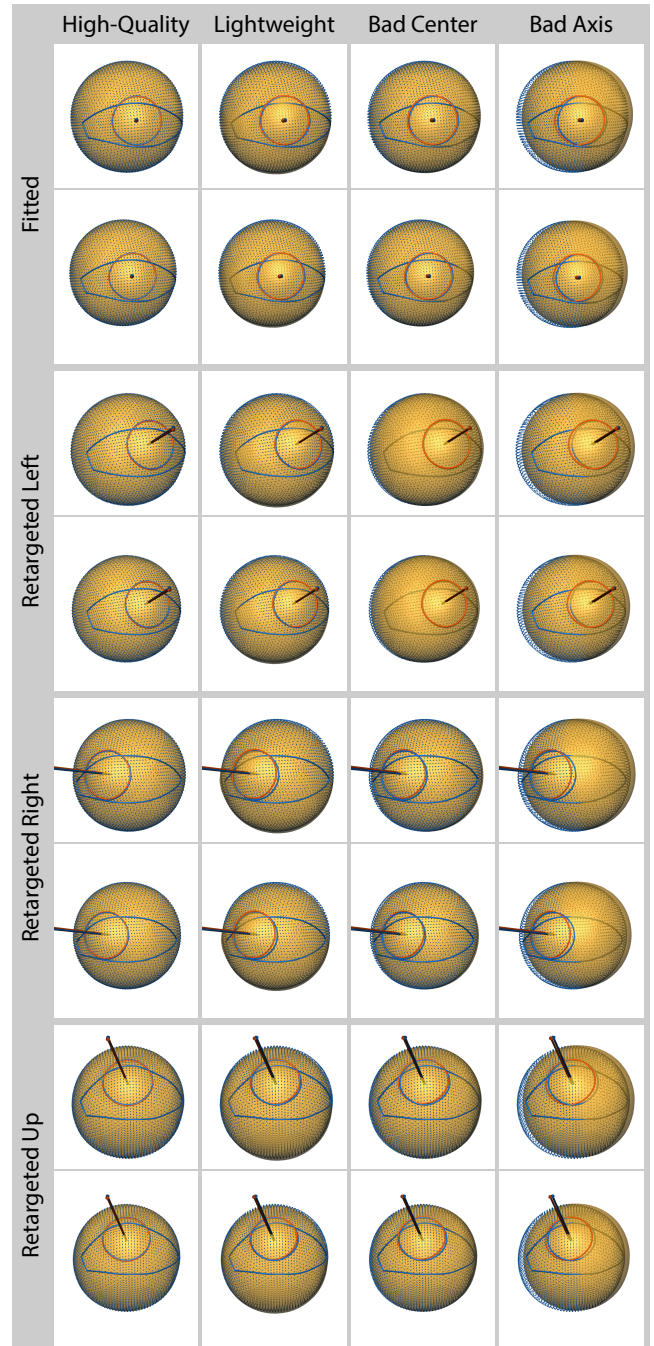 High-Quality Lightweight Bad Center Bad Axis
Fitted
Retargeted Left
Retargeted Right
Retargeted Up